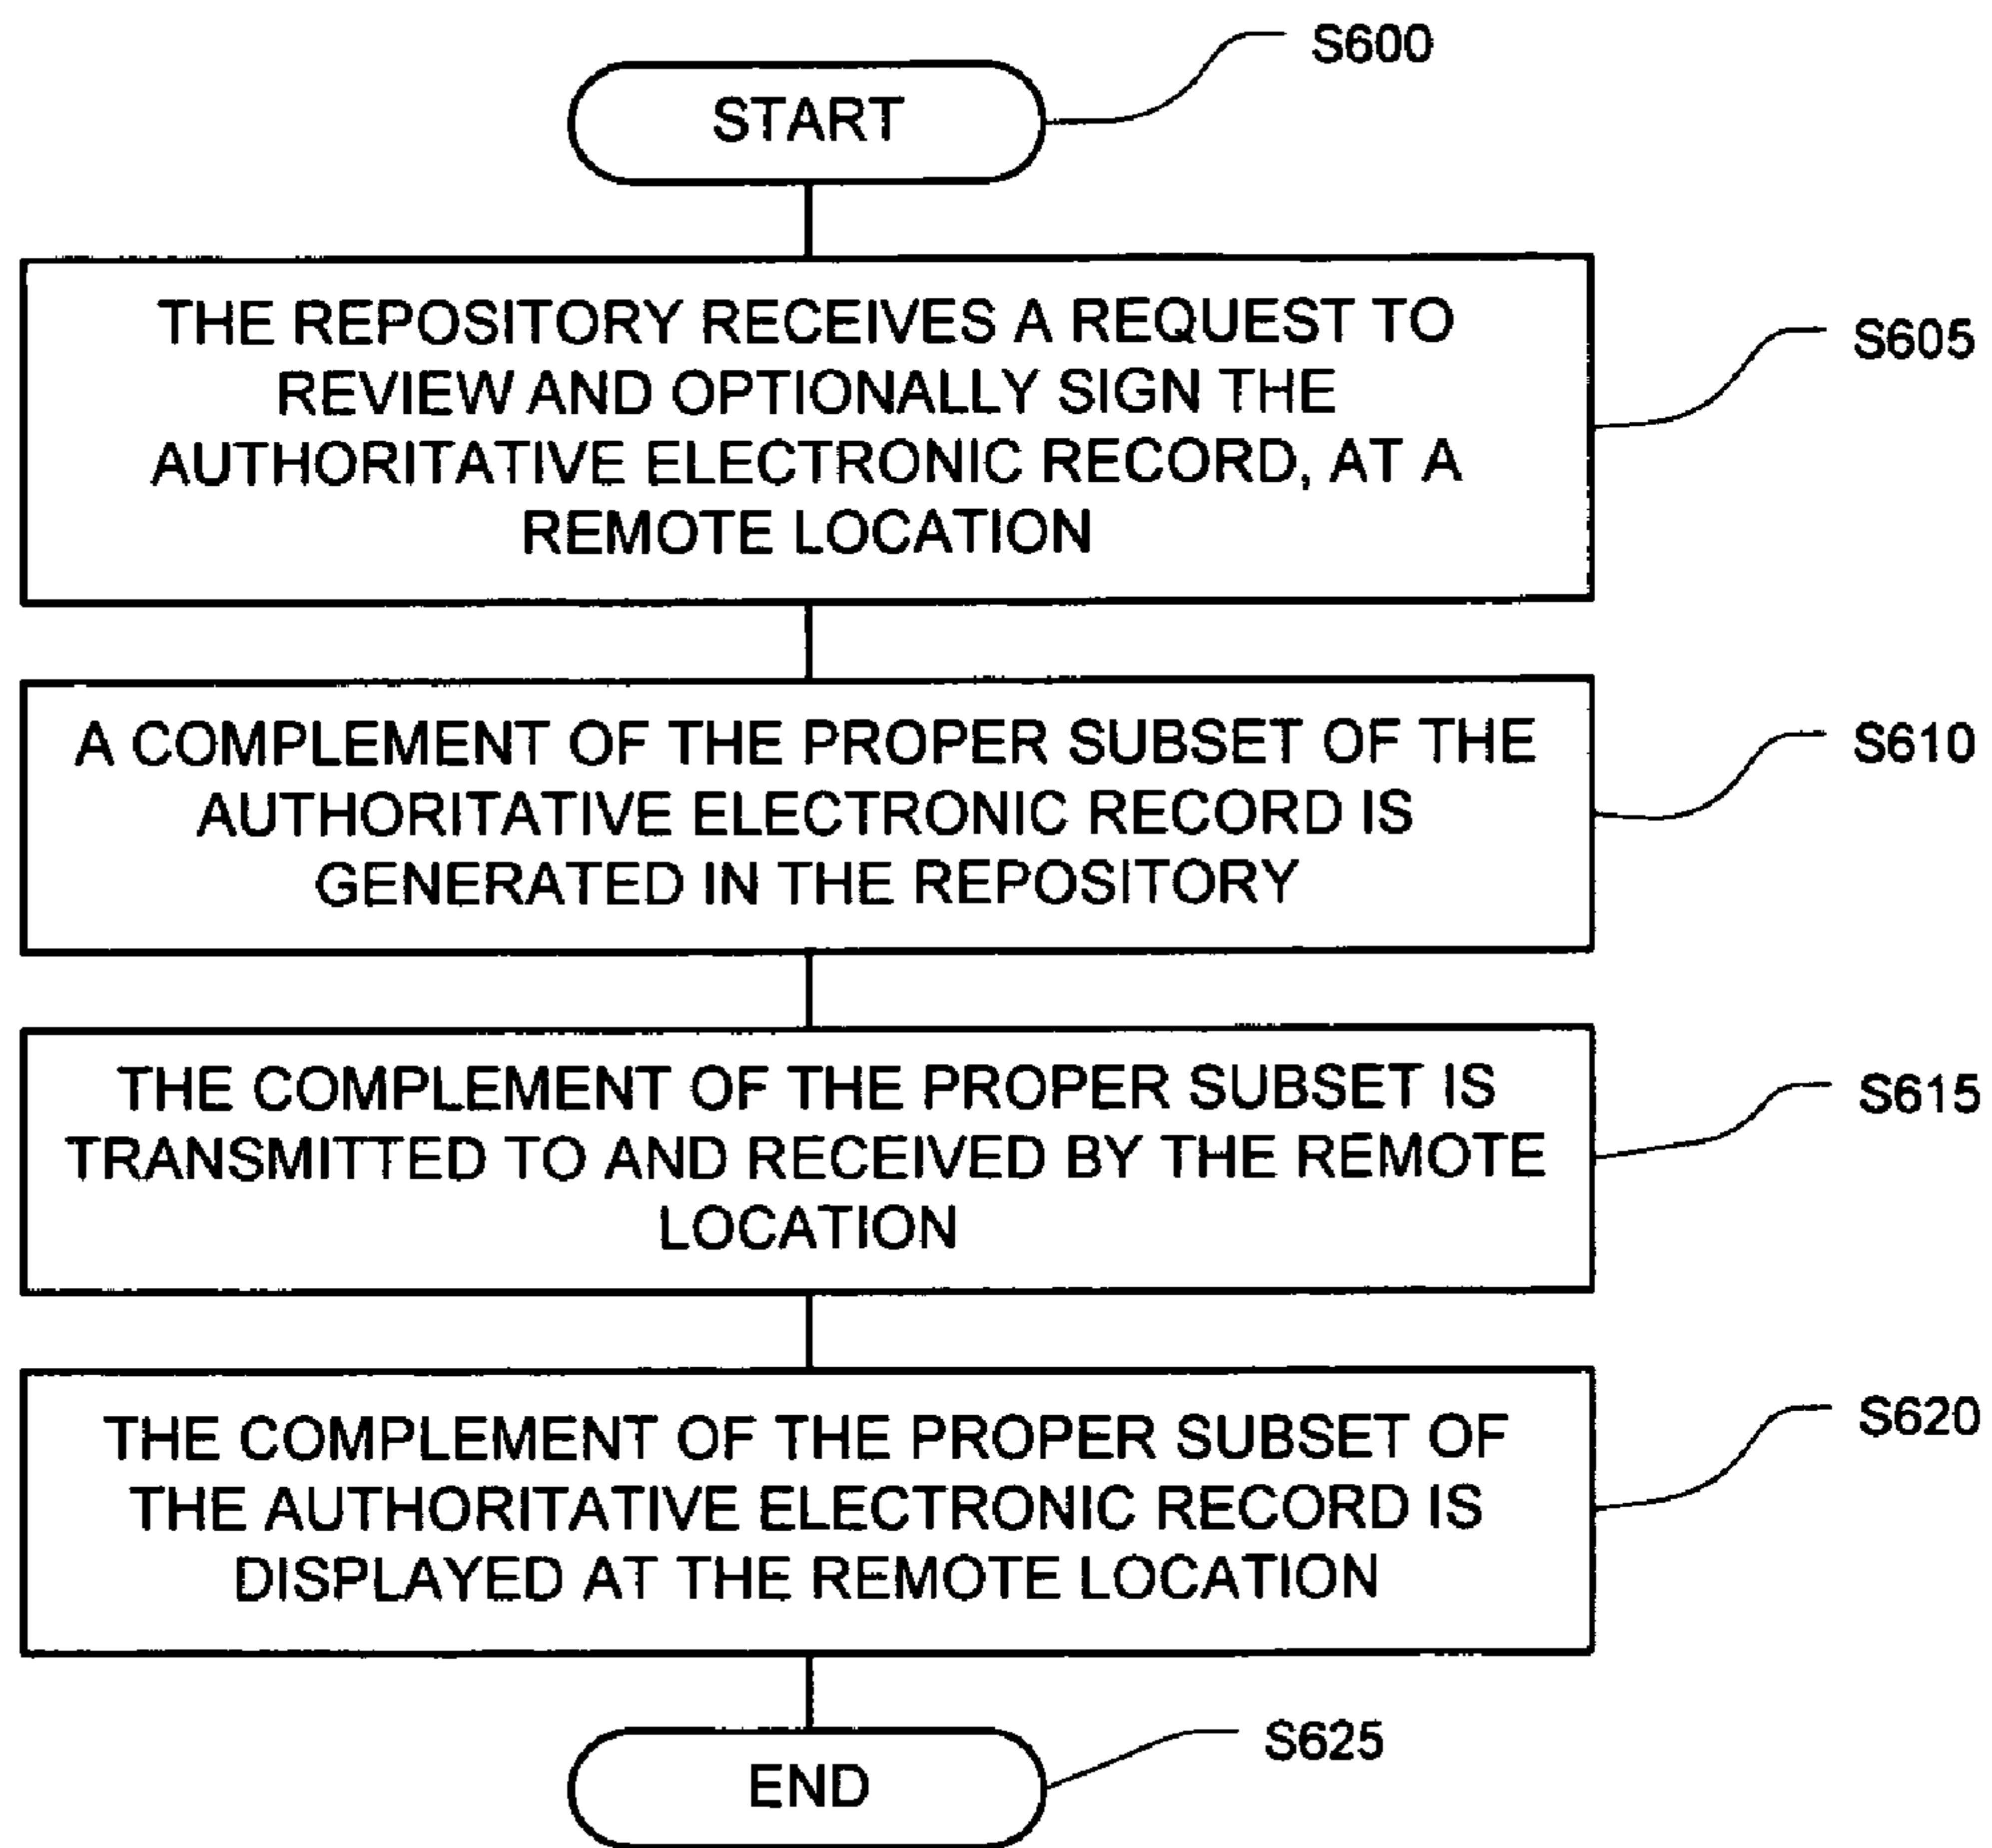 S600
START
THE REPOSITORY RECEIVES A REQUEST TO
REVIEW AND OPTIONALLY SIGN THE
AUTHORITATIVE ELECTRONIC RECORD, AT A
REMOTE LOCATION
S605
A COMPLEMENT OF THE PROPER SUBSET OF THE
AUTHORITATIVE ELECTRONIC RECORD IS
GENERATED IN THE REPOSITORY
S610
THE COMPLEMENT OF THE PROPER SUBSET IS
TRANSMITTED TO AND RECEIVED BY THE REMOTE
LOCATION
S615
THE COMPLEMENT OF THE PROPER SUBSET OF
THE AUTHORITATIVE ELECTRONIC RECORD IS
DISPLAYED AT THE REMOTE LOCATION
S620
S625
END